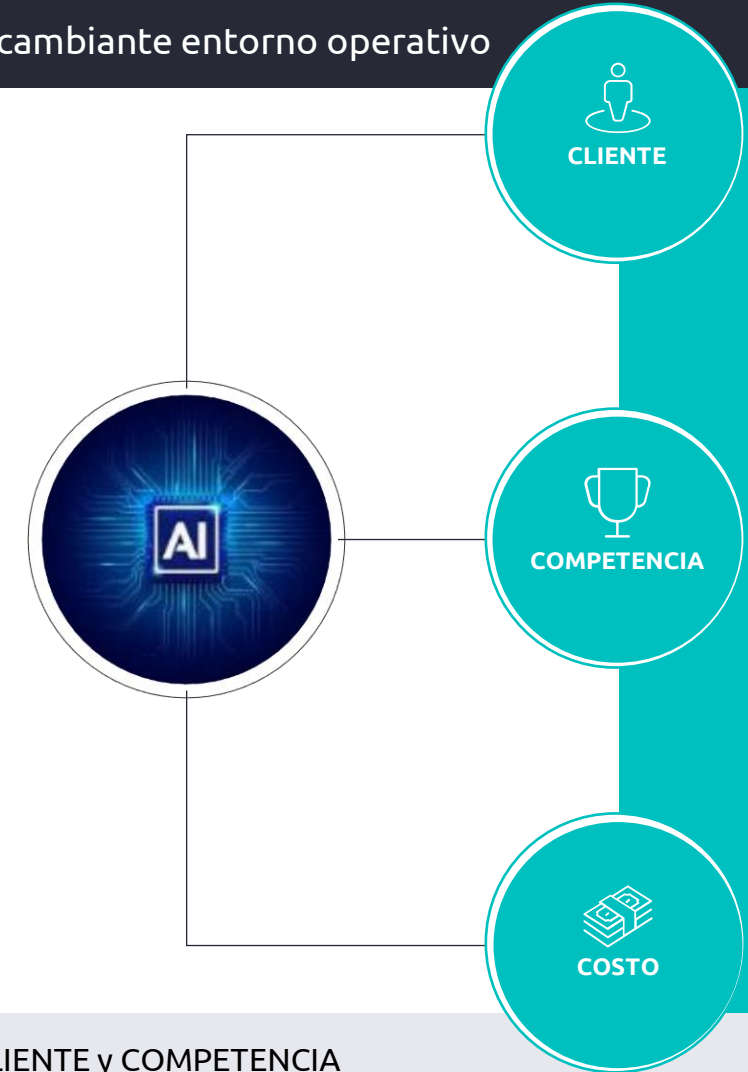 cambiante entorno operativo
CLIENTE
AI
COMPETENCIA
COSTO
LIENTE y COMPETENCIA